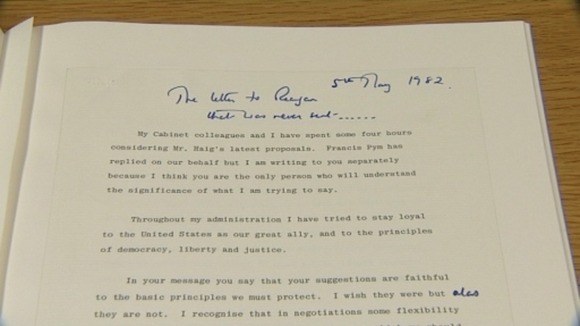 5th May 1982.
The letter to Reagan
that was never sent------
My Cabinet colleagues and I have spent some four hours
considering Mr. Haig's latest proposals. Francis Pym has
replied on our behalf but I am writing to you separately
because I think you are the only person who will understand
the significance of what I am trying to say.
Throughout my administration I have tried to stay loyal
to the United States as our great ally, and to the principles
of democracy, liberty and justice.
In your message you say that your suggestions are faithful
to the basic principles we must protect. I wish they were but alas
they are not. I recognise that in negotiations some flexibility